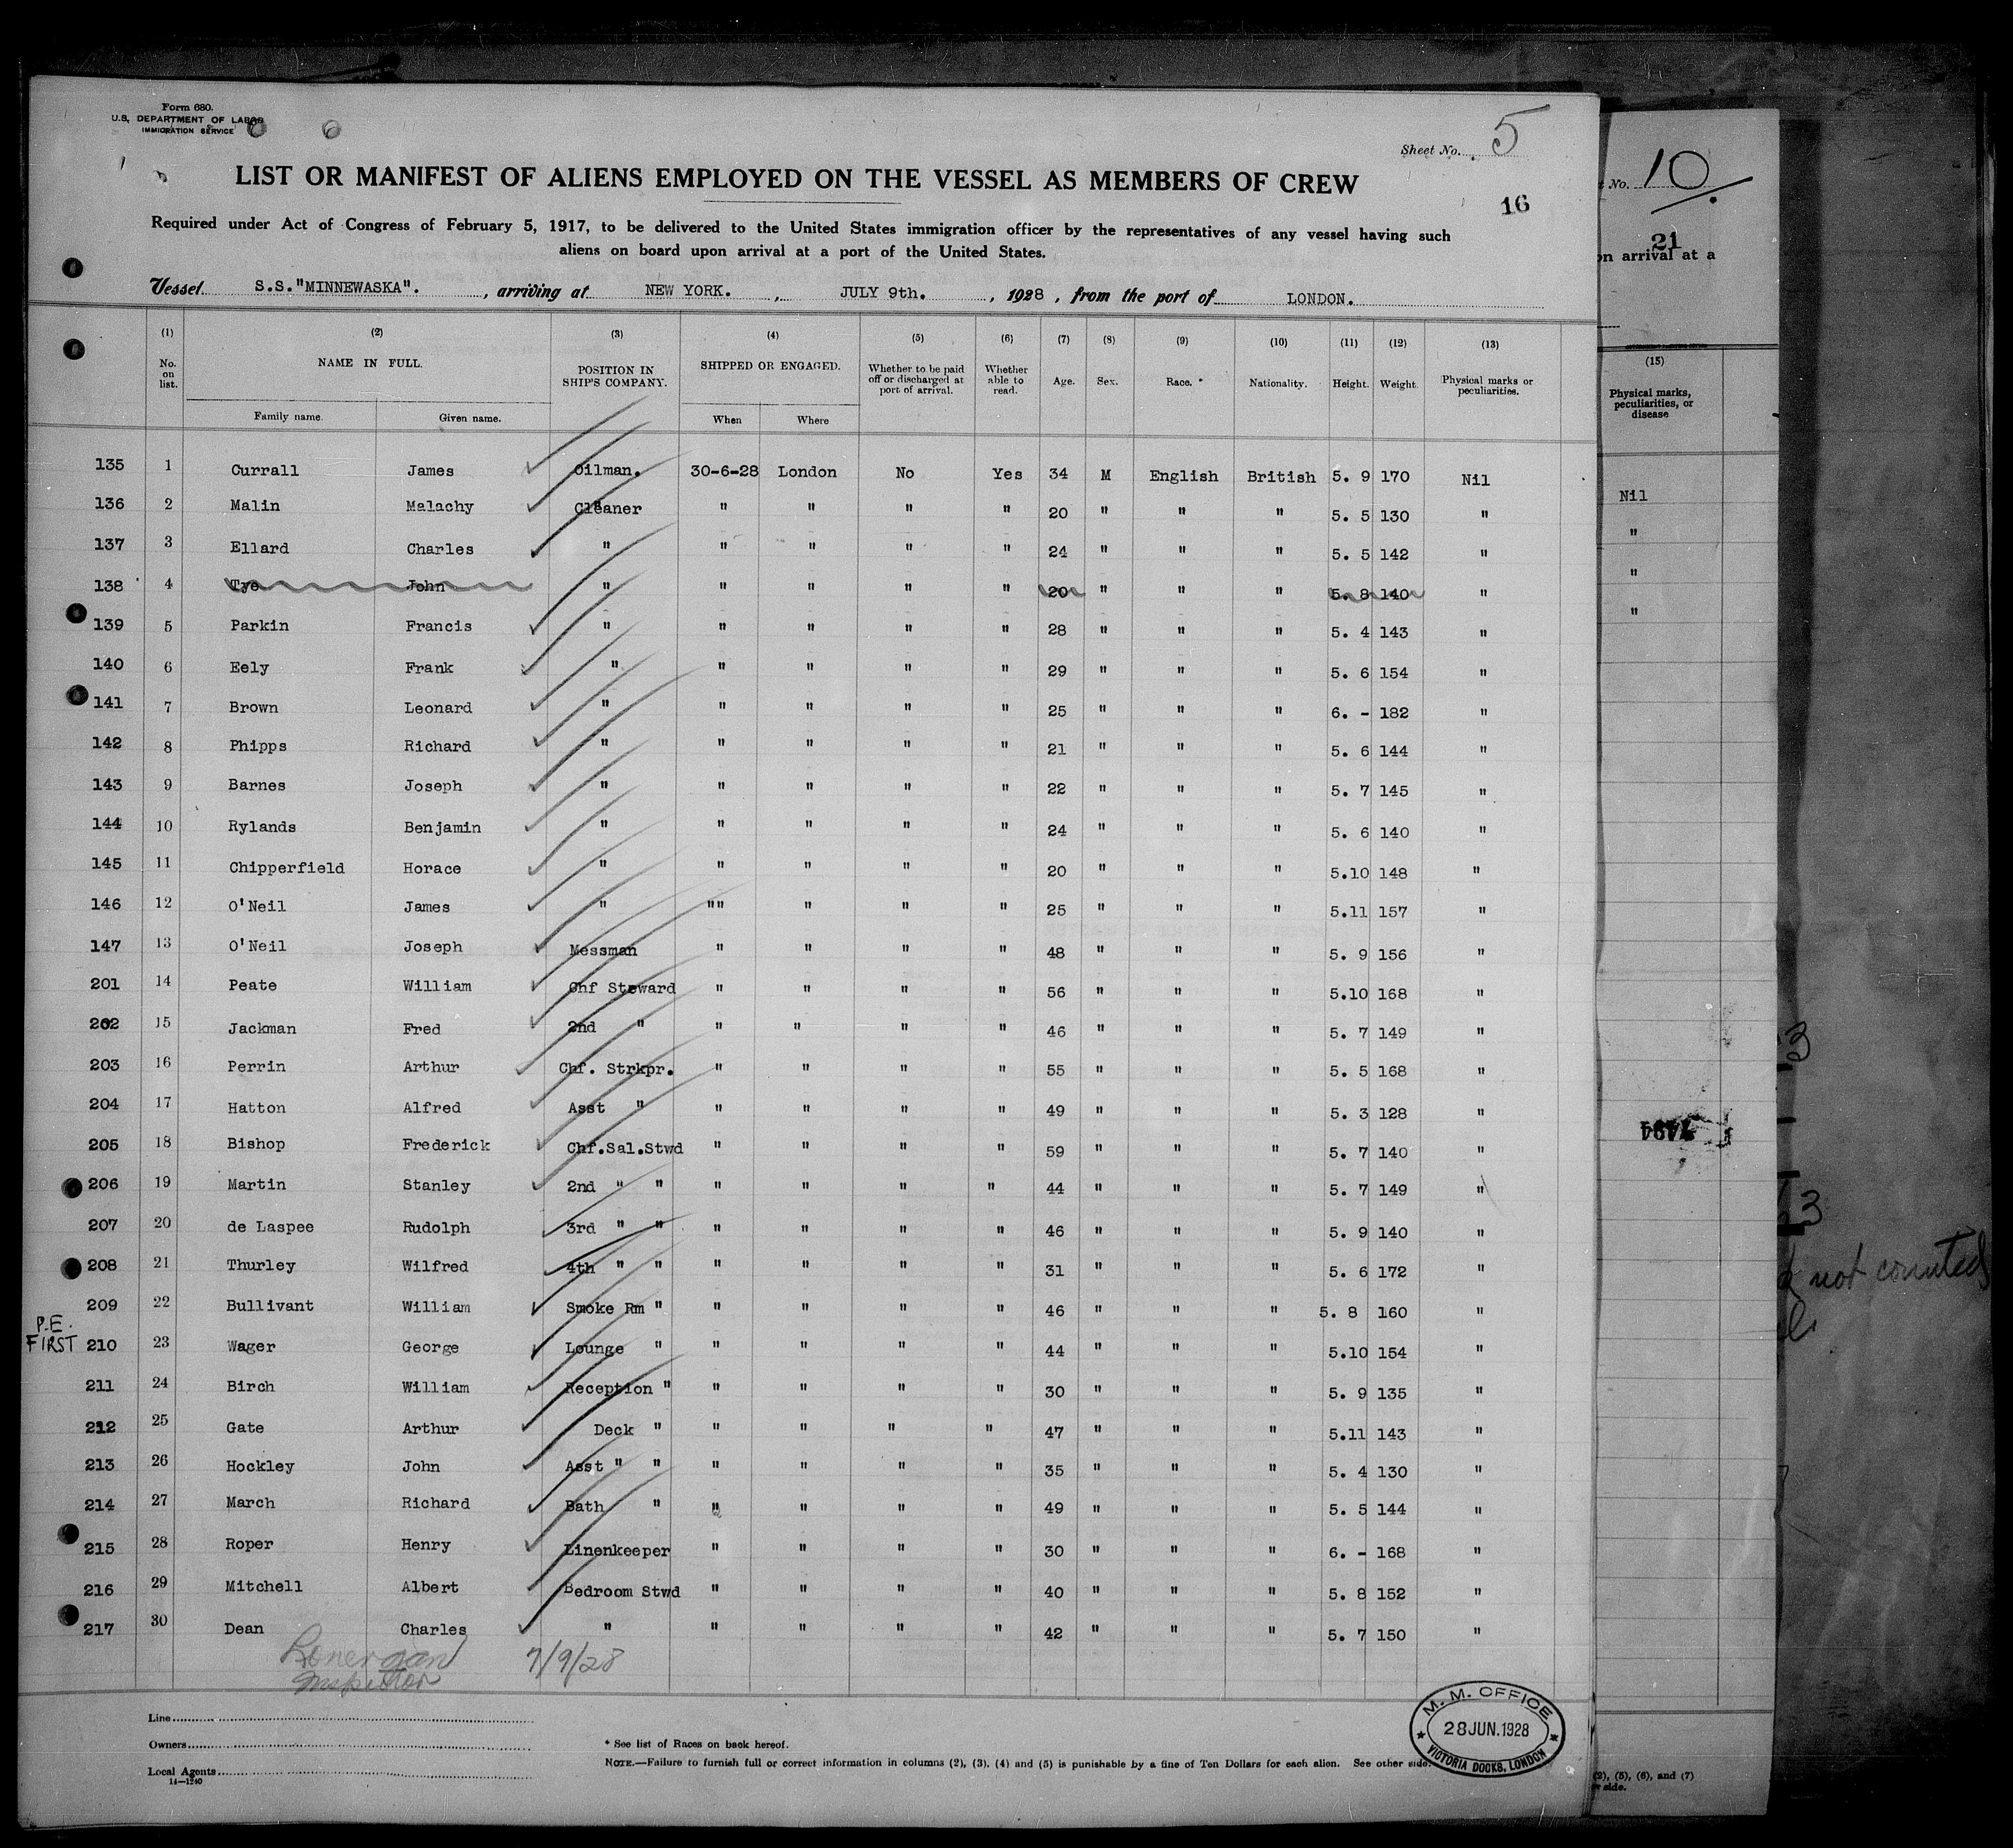 Form 680.
U.S. DEPARTMENT OF LABOR
IMMIGRATION SERVICE
Sheet No. 5
LIST OR MANIFEST OF ALIENS EMPLOYED ON THE VESSEL AS MEMBERS OF CREW
16
Required under Act of Congress of February 5, 1917, to be delivered to the United States immigration officer by the representatives of any vessel having such
aliens on board upon arrival at a port of the United States.
Vessel S.S."MINNEWASKA". , arriving at NEW YORK. , JULY 9th. , 1928 , from the port of LONDON.
(1) (2) (3) (4) (5) (6) (7) (8) (9) (10) (11) (12) (13)
No. on list. NAME IN FULL. POSITION IN SHIP'S COMPANY. SHIPPED OR ENGAGED. Whether to be paid off or discharged at port of arrival. Whether able to read. Age. Sex. Race. * Nationality. Height. Weight. Physical marks or peculiarities.
Family name. Given name. When Where
135 1 Currall James Oilman. 30-6-28 London No Yes 34 M English British 5. 9 170 Nil
136 2 Malin Malachy Cleaner " " " " 20 " " " 5. 5 130 "
137 3 Ellard Charles " " " " " 24 " " " 5. 5 142 "
138 4 Tye John " " " " " 20 " " " 5. 8 140 "
139 5 Parkin Francis " " " " " 28 " " " 5. 4 143 "
140 6 Eely Frank " " " " " 29 " " " 5. 6 154 "
141 7 Brown Leonard " " " " " 25 " " " 6. - 182 "
142 8 Phipps Richard " " " " " 21 " " " 5. 6 144 "
143 9 Barnes Joseph " " " " " 22 " " " 5. 7 145 "
144 10 Rylands Benjamin " " " " " 24 " " " 5. 6 140 "
145 11 Chipperfield Horace " " " " " 20 " " " 5.10 148 "
146 12 O'Neil James " "" " " " 25 " " " 5.11 157 "
147 13 O'Neil Joseph Messman " " " " 48 " " " 5. 9 156 "
201 14 Peate William Chf Steward " " " " 56 " " " 5.10 168 "
202 15 Jackman Fred 2nd " " " " " 46 " " " 5. 7 149 "
203 16 Perrin Arthur Chf. Strkpr. " " " " 55 " " " 5. 5 168 "
204 17 Hatton Alfred Asst " " " " " 49 " " " 5. 3 128 "
205 18 Bishop Frederick Chf.Sal.Stwd " " " " 59 " " " 5. 7 140 "
206 19 Martin Stanley 2nd " " " " " " 44 " " " 5. 7 149 "
207 20 de Laspee Rudolph 3rd " " " " " " 46 " " " 5. 9 140 "
208 21 Thurley Wilfred 4th " " " " " " 31 " " " 5. 6 172 "
209 22 Bullivant William Smoke Rm " " " " " 46 " " " 5. 8 160 "
P.E.
FIRST 210 23 Wager George Lounge " " " " " 44 " " " 5.10 154 "
211 24 Birch William Reception " " " " " 30 " " " 5. 9 135 "
212 25 Gate Arthur Deck " " " " " 47 " " " 5.11 143 "
213 26 Hockley John Asst " " " " " " 35 " " " 5. 4 130 "
214 27 March Richard Bath " " " " " 49 " " " 5. 5 144 "
215 28 Roper Henry Linenkeeper " " " " 30 " " " 6. - 168 "
216 29 Mitchell Albert Bedroom Stwd " " " " 40 " " " 5. 8 152 "
217 30 Dean Charles " " " " " 42 " " " 5. 7 150 "
Lonergan 7/9/28
Inspector
Line
Owners
Local Agents
14-1240
* See list of Races on back hereof.
NOTE.—Failure to furnish full or correct information in columns (2), (3), (4) and (5) is punishable by a fine of Ten Dollars for each alien. See other side.
M. M. OFFICE
28 JUN. 1928
VICTORIA DOCKS, LONDON
No. 10
21
on arrival at a
(15)
Physical marks, peculiarities, or disease
Nil
"
"
"
3
3
not counted
(2), (5), (6), and (7)
side.